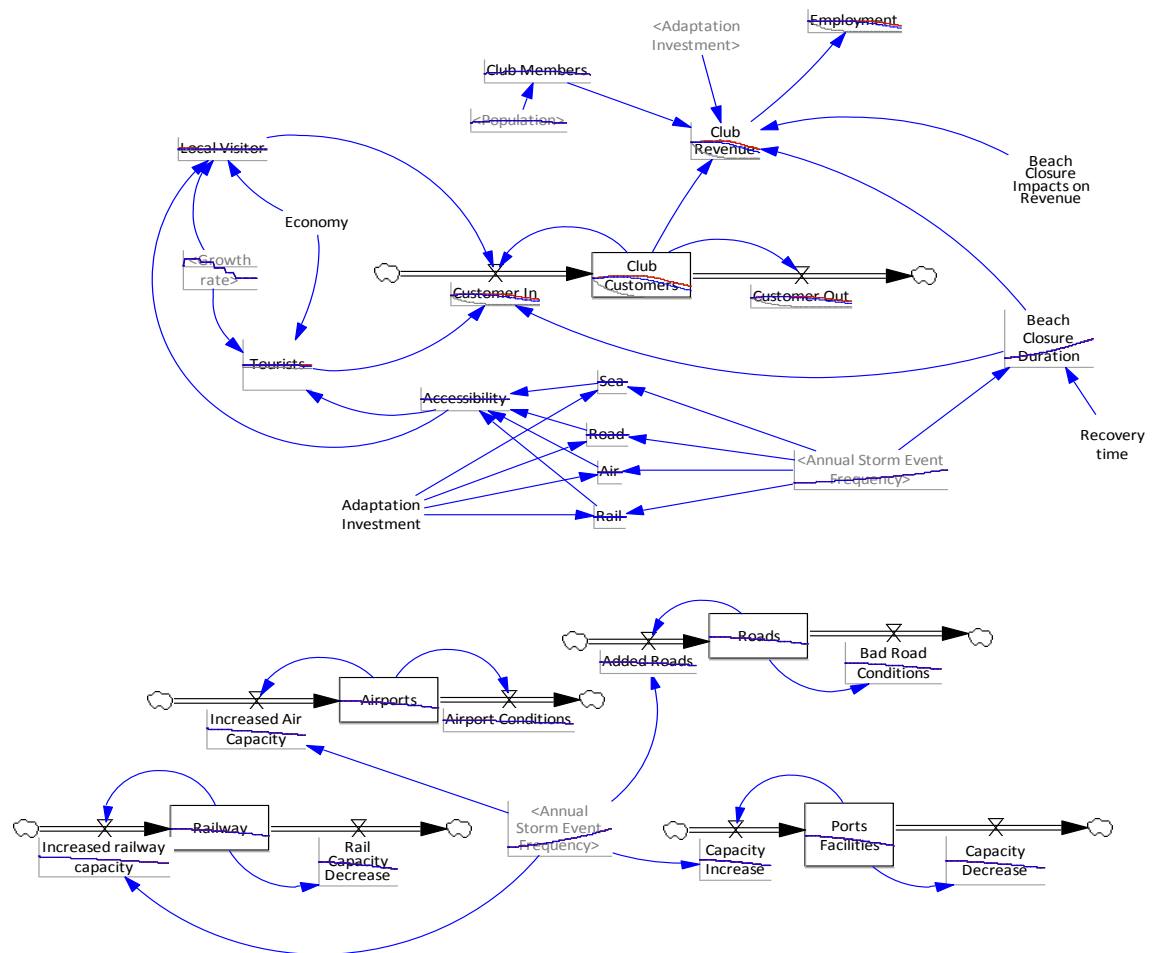 Employment
<Adaptation
Investment>
Club Members
<Population>
Club
Revenue
Local Visitor
Beach
Closure
Impacts on
Revenue
Economy
<Growth
rate>
Club
Customers
Customer In
Customer Out
Beach
Closure
Duration
Tourists
Accessibility
Sea
Road
Air
Rail
<Annual Storm Event
Frequency>
Recovery
time
Adaptation
Investment
Roads
Added Roads
Bad Road
Conditions
Airports
Increased Air
Capacity
Airport Conditions
Railway
Increased railway
capacity
Rail
Capacity
Decrease
<Annual
Storm Event
Frequency>
Ports
Facilities
Capacity
Increase
Capacity
Decrease